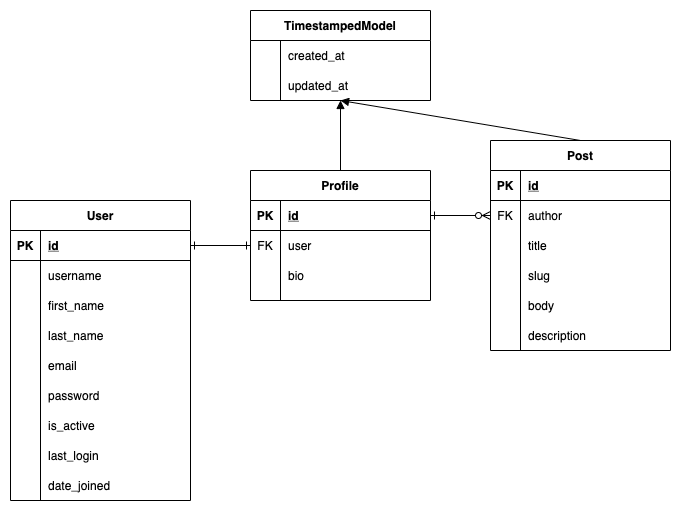 TimestampedModel
created_at
updated_at
Post
PK id
FK author
title
slug
body
description
Profile
PK id
FK user
bio
User
PK id
username
first_name
last_name
email
password
is_active
last_login
date_joined